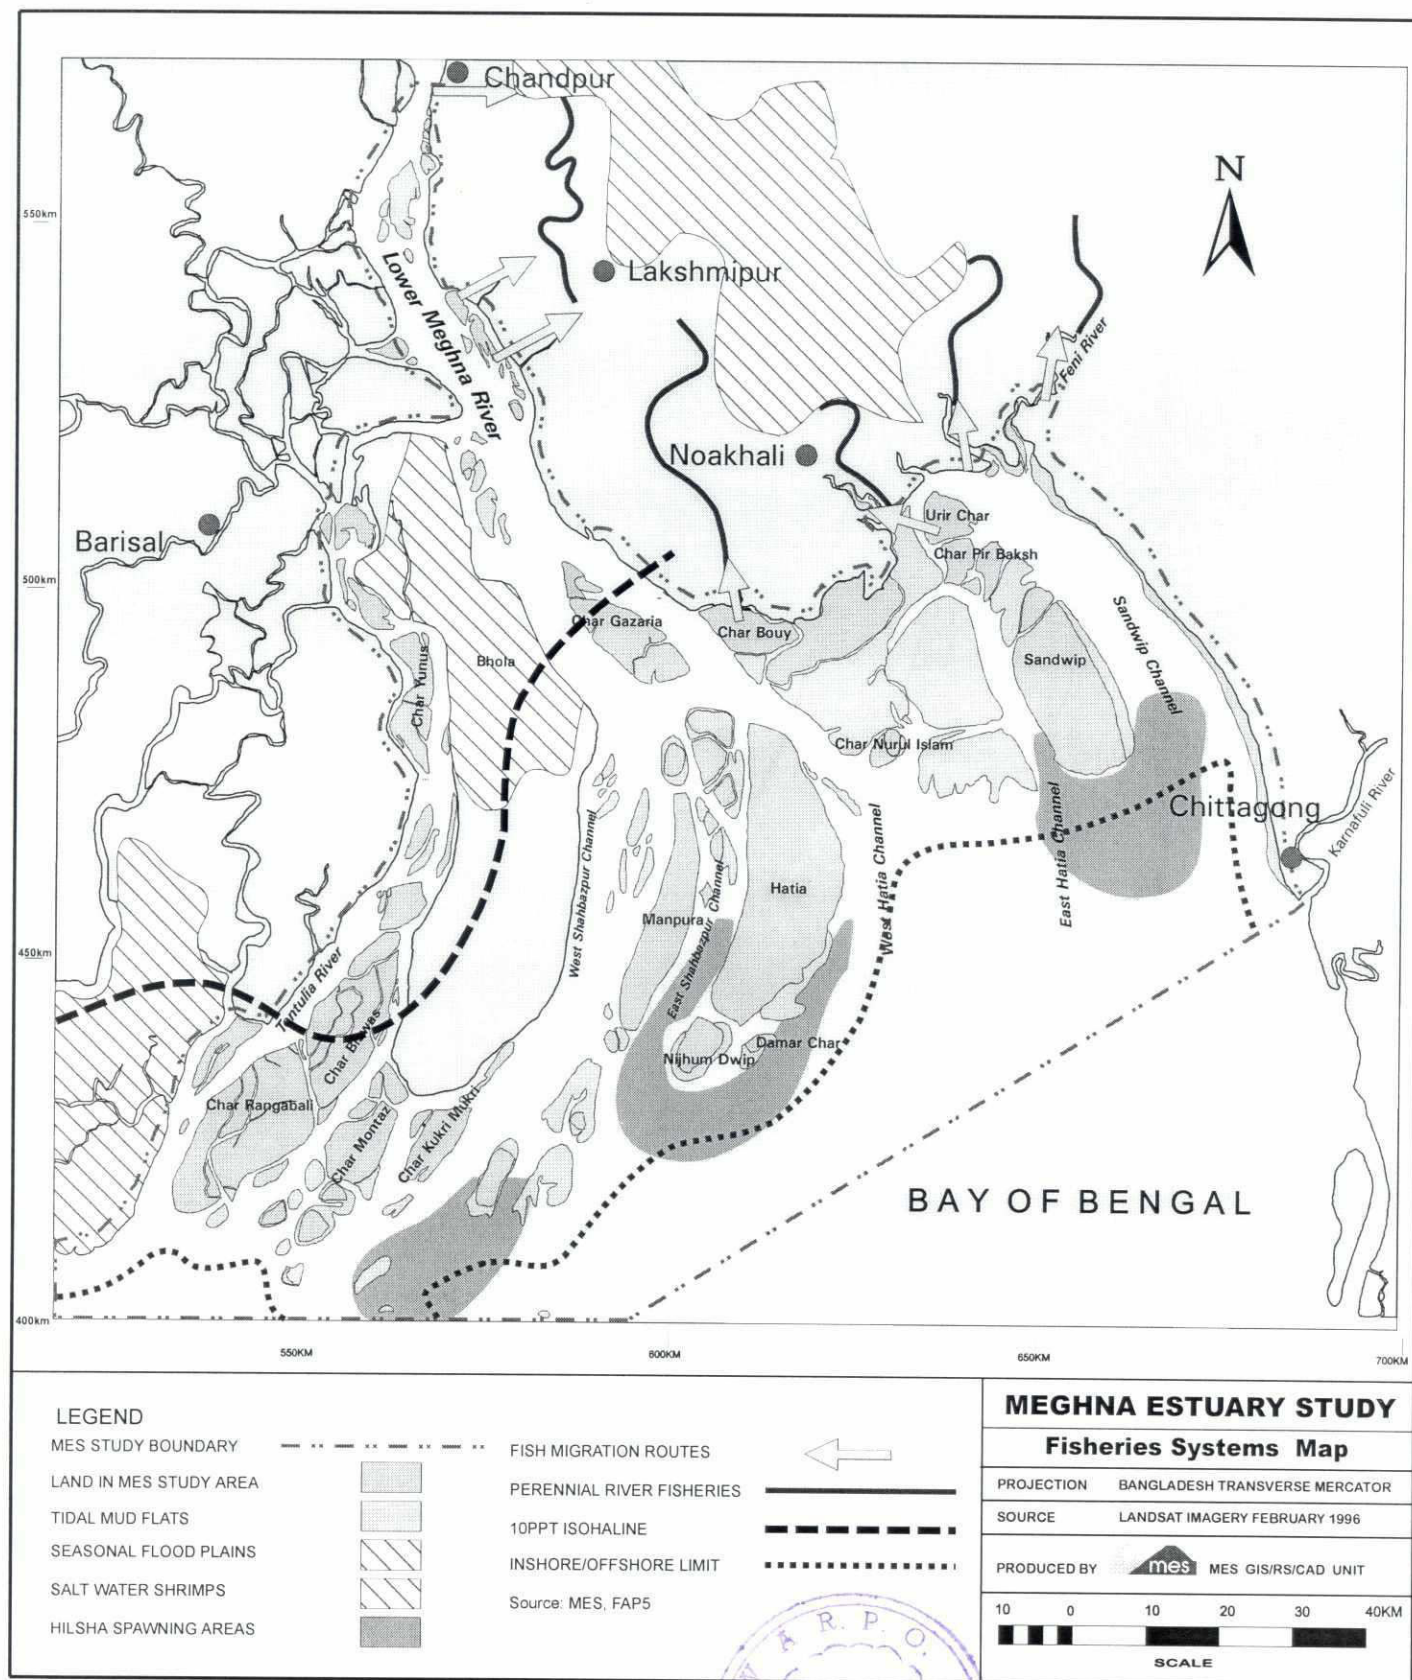 Chandpur
N
550km
Lakshmipur
Lower Meghna River
Feni River
Noakhali
Urir Char
Barisal
Char Pir Baksh
500km
Char Gazaria
Char Bouy
Sandwip Channel
Bhola
Char Yunus
Sandwip
Char Nurul Islam
Chittagong
Karnafuli River
West Shahbazpur Channel
East Hatia Channel
West Hatia Channel
Hatia
Manpura
East Shahbazpur Channel
450km
Tentulia River
Char Biswas
Nijhum Dwip
Damar Char
Char Rangabali
Char Montaz
Char Kukri Mukri
BAY OF BENGAL
400km
550KM
600KM
650KM
700KM
LEGEND
MES STUDY BOUNDARY
LAND IN MES STUDY AREA
TIDAL MUD FLATS
SEASONAL FLOOD PLAINS
SALT WATER SHRIMPS
HILSHA SPAWNING AREAS
FISH MIGRATION ROUTES
PERENNIAL RIVER FISHERIES
10PPT ISOHALINE
INSHORE/OFFSHORE LIMIT
Source: MES, FAP5
MEGHNA ESTUARY STUDY
Fisheries Systems Map
PROJECTION BANGLADESH TRANSVERSE MERCATOR
SOURCE LANDSAT IMAGERY FEBRUARY 1996
PRODUCED BY mes MES GIS/RS/CAD UNIT
10 0 10 20 30 40KM
SCALE
W A R. P. O.